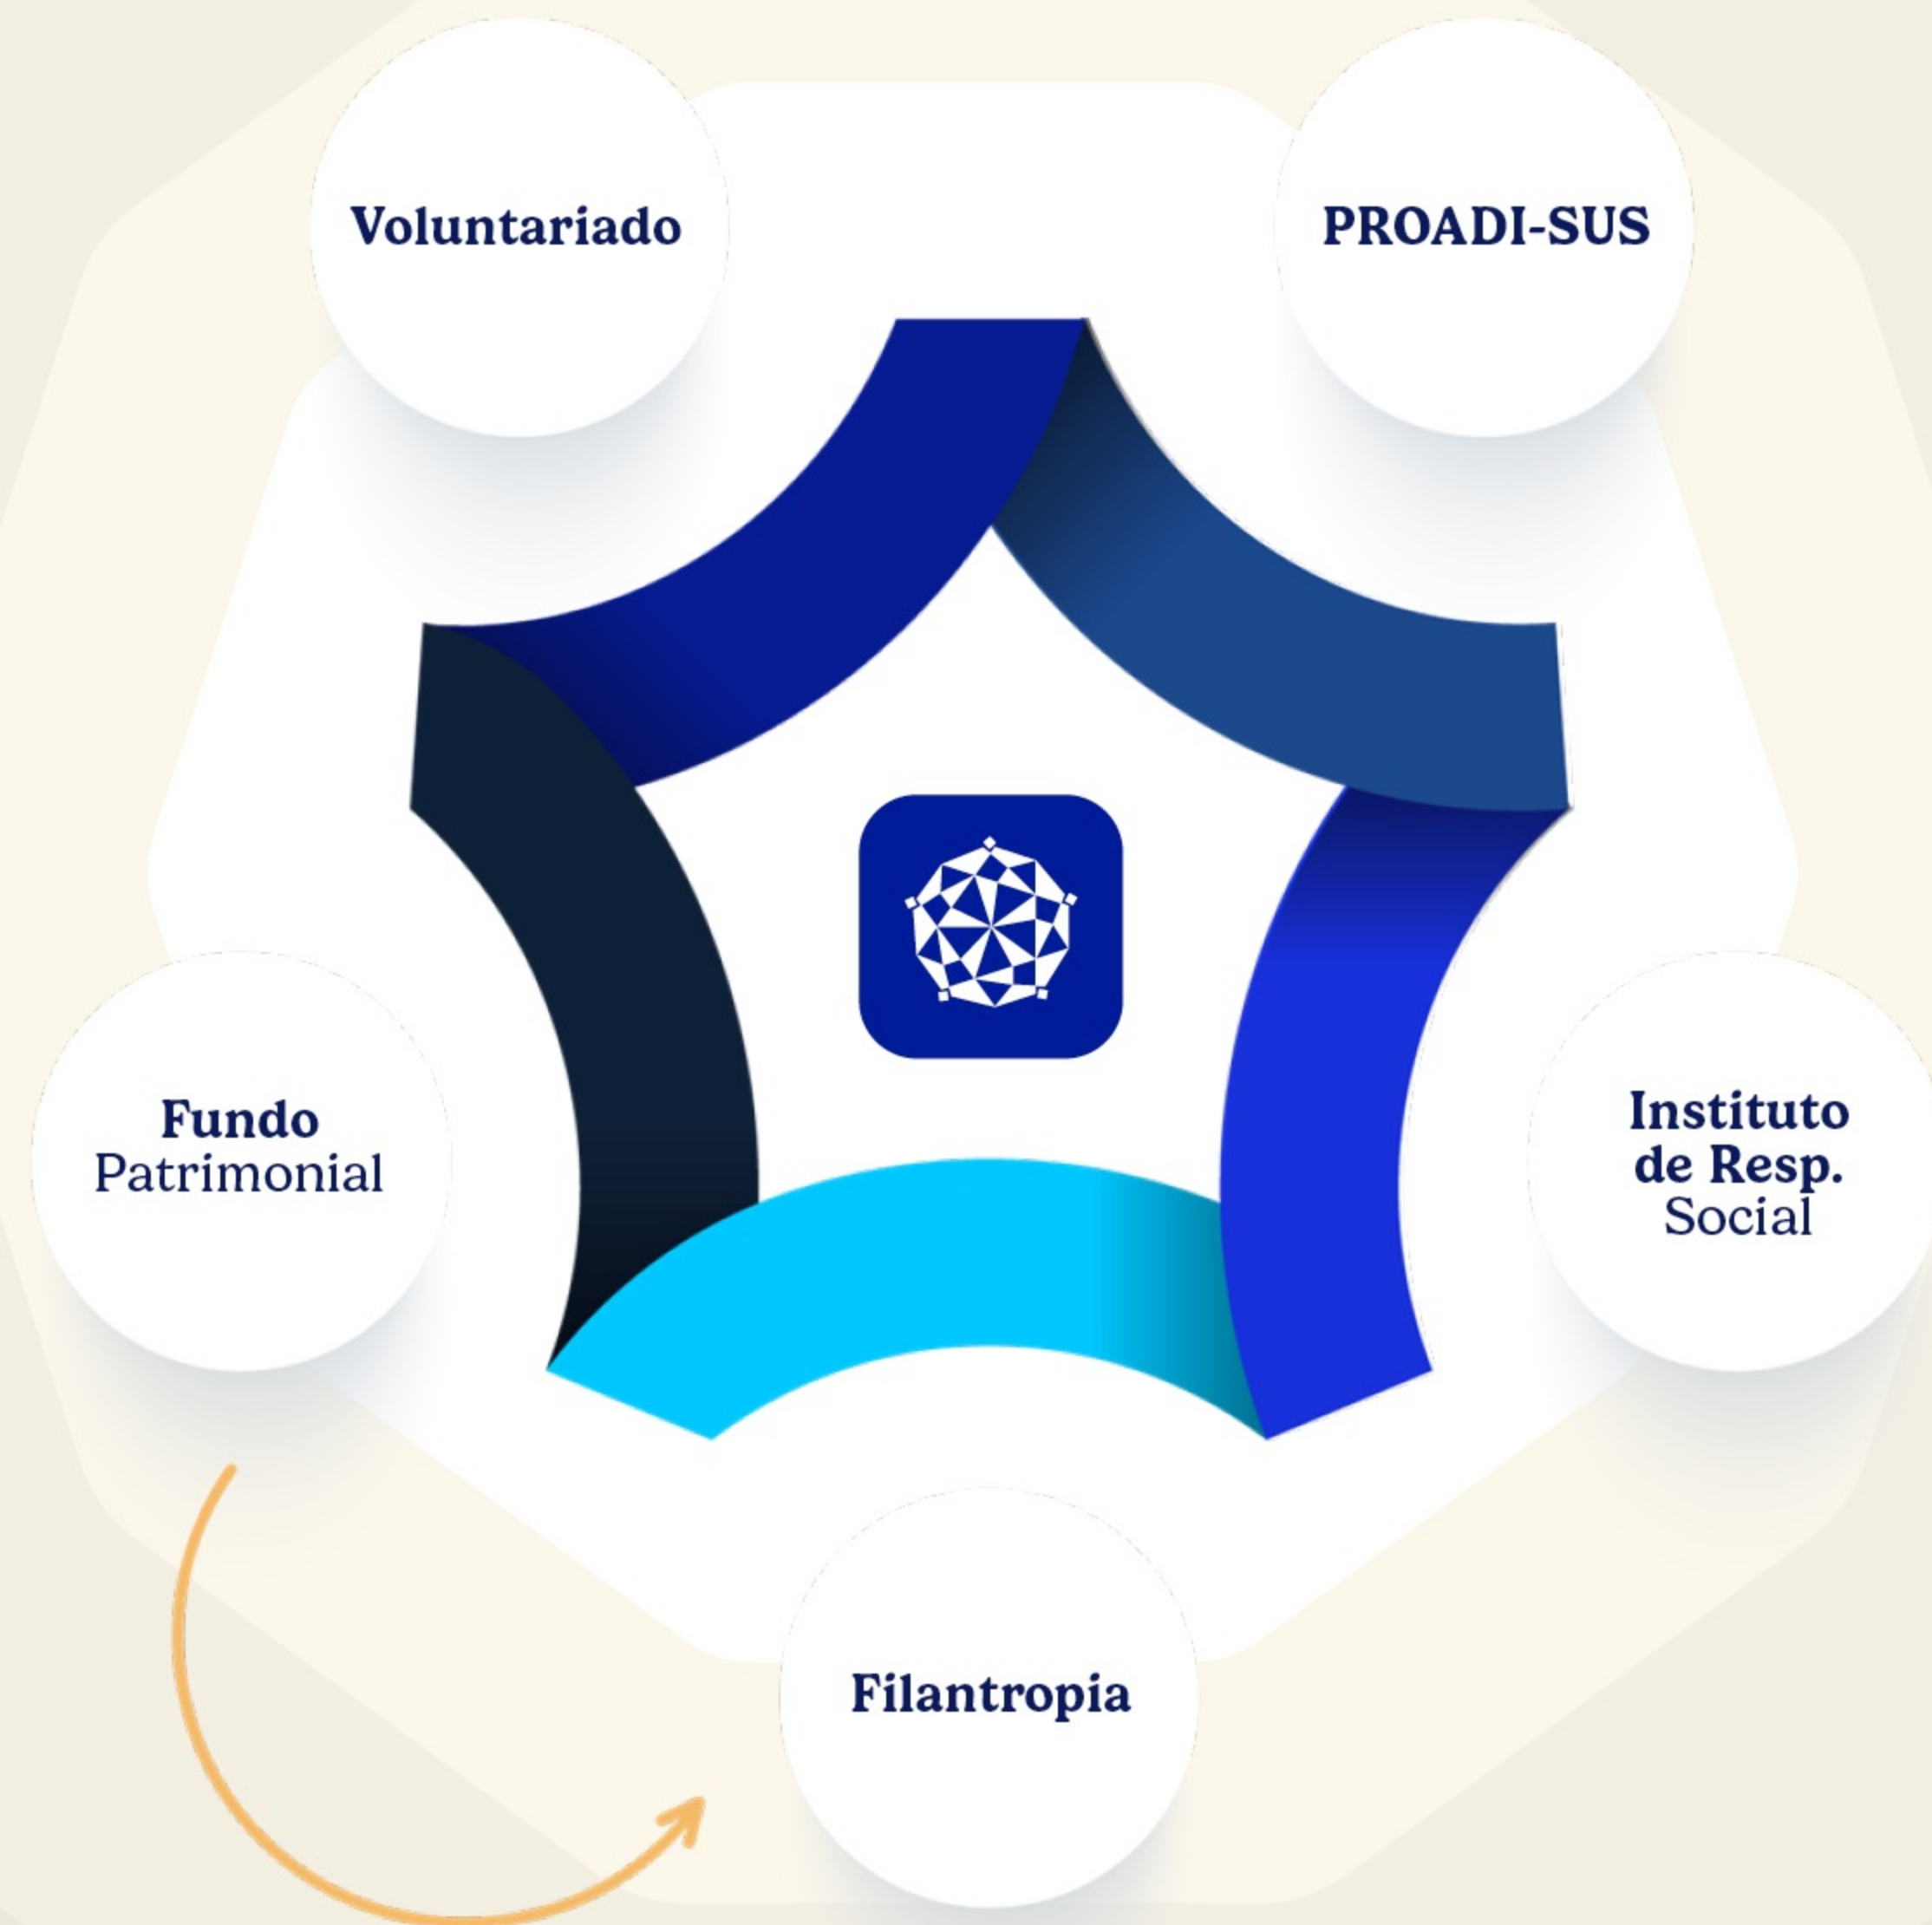 Voluntariado
PROADI-SUS
Fundo
Patrimonial
Instituto
de Resp.
Social
Filantropia